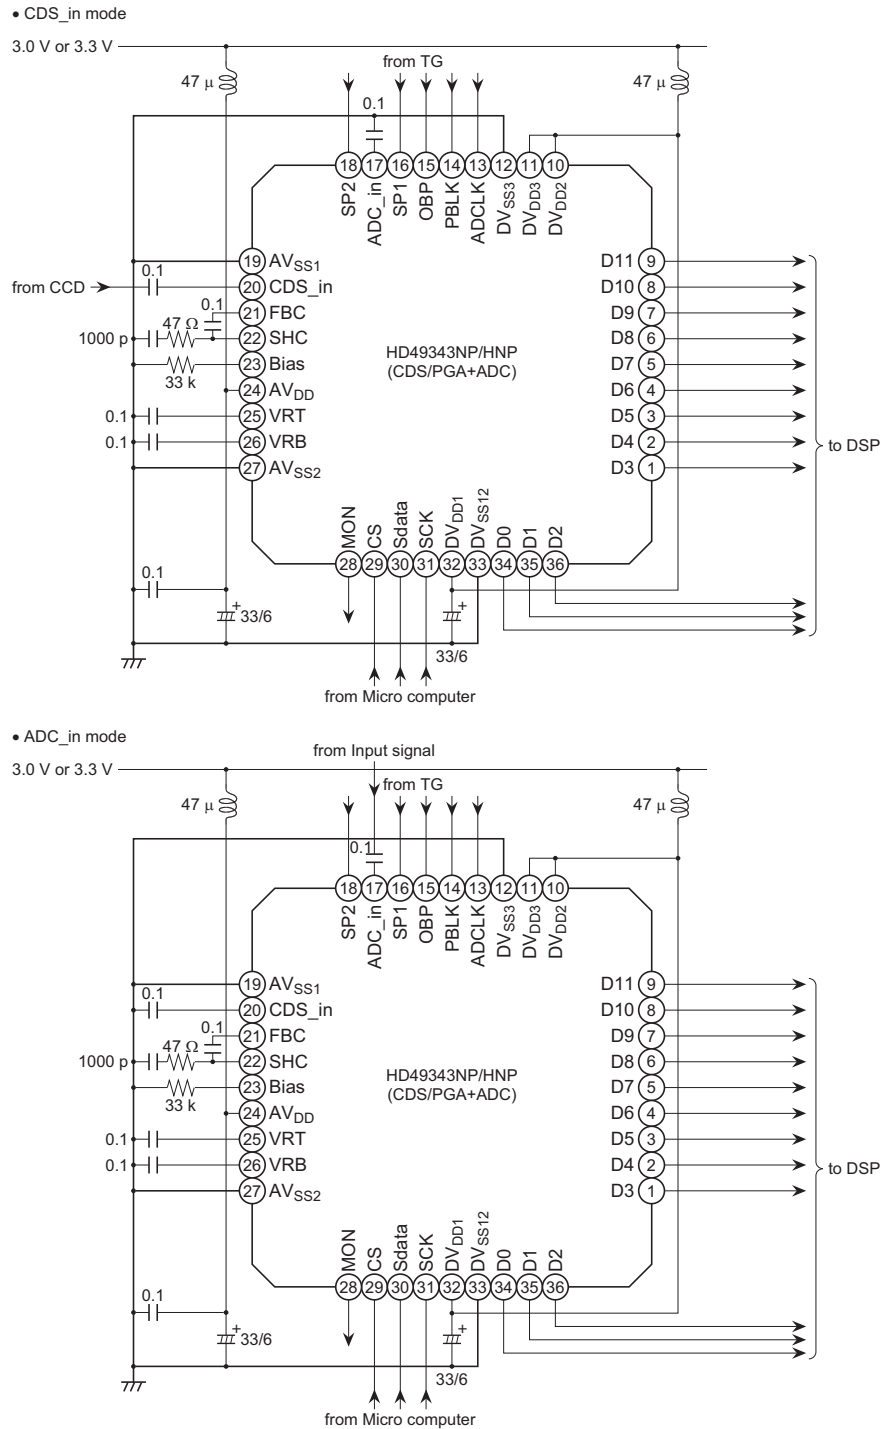 • CDS_in mode
3.0 V or 3.3 V
from TG
47 μ
47 μ
0.1
18 17 16 15 14 13 12 11 10
SP2 ADC_in SP1 OBP PBLK ADCLK DVSS3 DVDD3 DVDD2
19 AVSS1
D11 9
0.1
from CCD
20 CDS_in
D10 8
0.1
21 FBC
D9 7
1000 p
47 Ω
22 SHC
D8 6
33 k
23 Bias
D7 5
HD49343NP/HNP
(CDS/PGA+ADC)
24 AVDD
D6 4
0.1
25 VRT
D5 3
0.1
26 VRB
D4 2
to DSP
27 AVSS2
D3 1
MON CS Sdata SCK DVDD1 DVSS12 D0 D1 D2
28 29 30 31 32 33 34 35 36
0.1
+
33/6
+
33/6
from Micro computer
• ADC_in mode
from Input signal
3.0 V or 3.3 V
from TG
47 μ
47 μ
0.1
18 17 16 15 14 13 12 11 10
SP2 ADC_in SP1 OBP PBLK ADCLK DVSS3 DVDD3 DVDD2
19 AVSS1
D11 9
0.1
20 CDS_in
D10 8
0.1
21 FBC
D9 7
1000 p
47 Ω
22 SHC
D8 6
33 k
23 Bias
D7 5
HD49343NP/HNP
(CDS/PGA+ADC)
24 AVDD
D6 4
0.1
25 VRT
D5 3
0.1
26 VRB
D4 2
to DSP
27 AVSS2
D3 1
MON CS Sdata SCK DVDD1 DVSS12 D0 D1 D2
28 29 30 31 32 33 34 35 36
0.1
+
33/6
+
33/6
from Micro computer